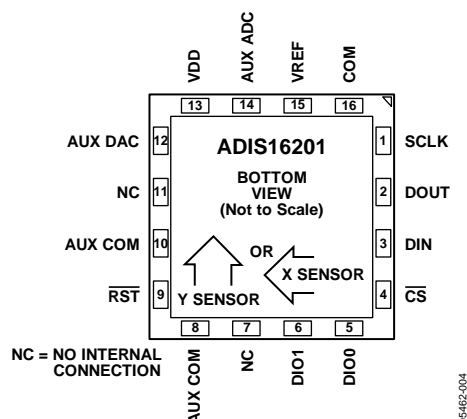 VDD
AUX ADC
VREF
COM
13
14
15
16
AUX DAC
12
ADIS16201
1
SCLK
BOTTOM
VIEW
(Not to Scale)
NC
11
2
DOUT
AUX COM
10
OR
3
DIN
X SENSOR
RST
9
Y SENSOR
4
CS
8
7
6
5
NC = NO INTERNAL
CONNECTION
AUX COM
NC
DIO1
DIO0
05462-004